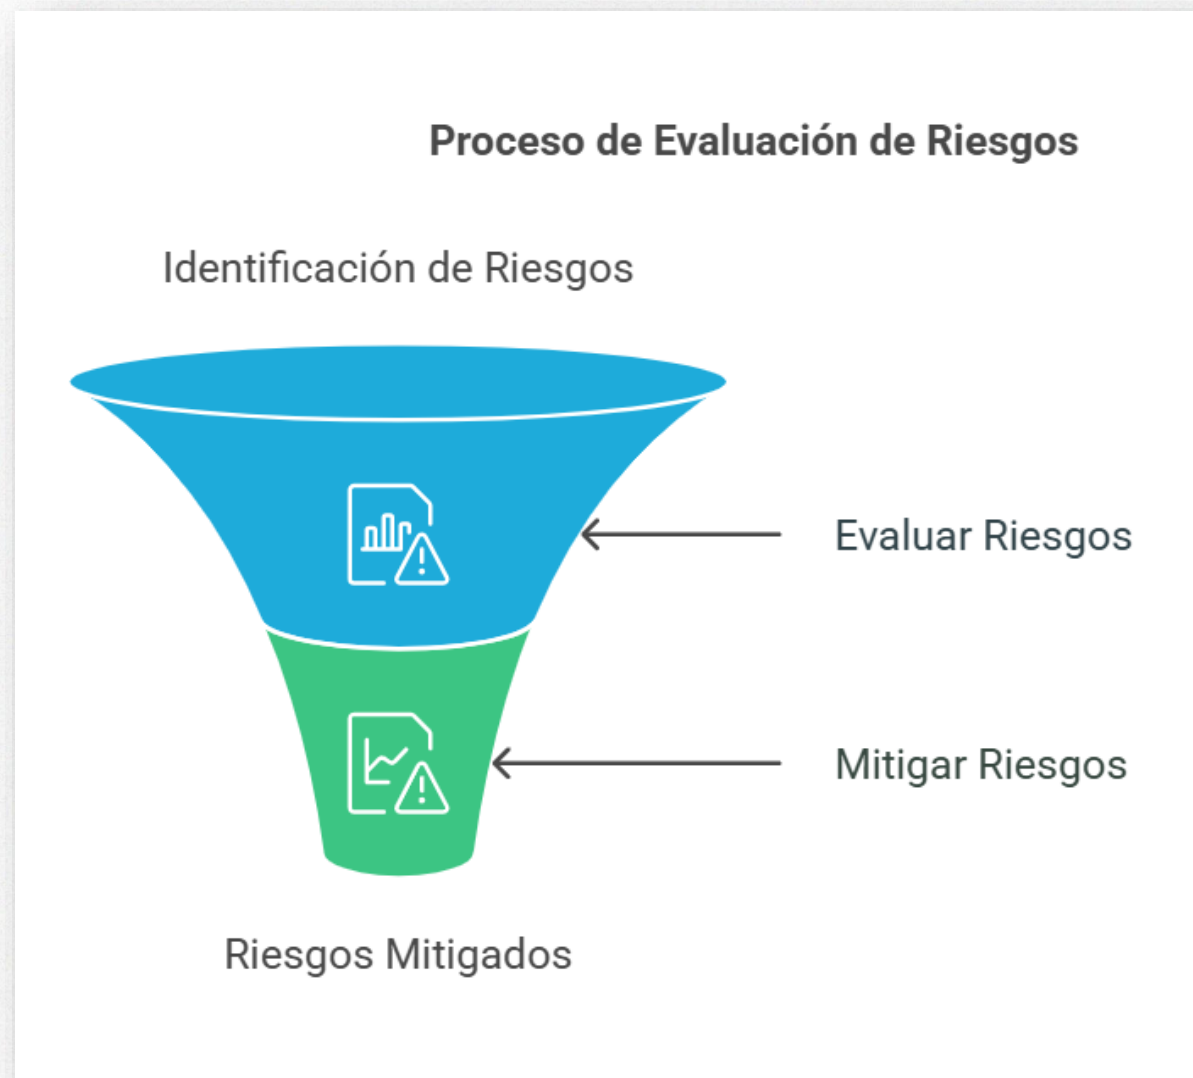 Proceso de Evaluación de Riesgos
Identificación de Riesgos
Evaluar Riesgos
Mitigar Riesgos
Riesgos Mitigados